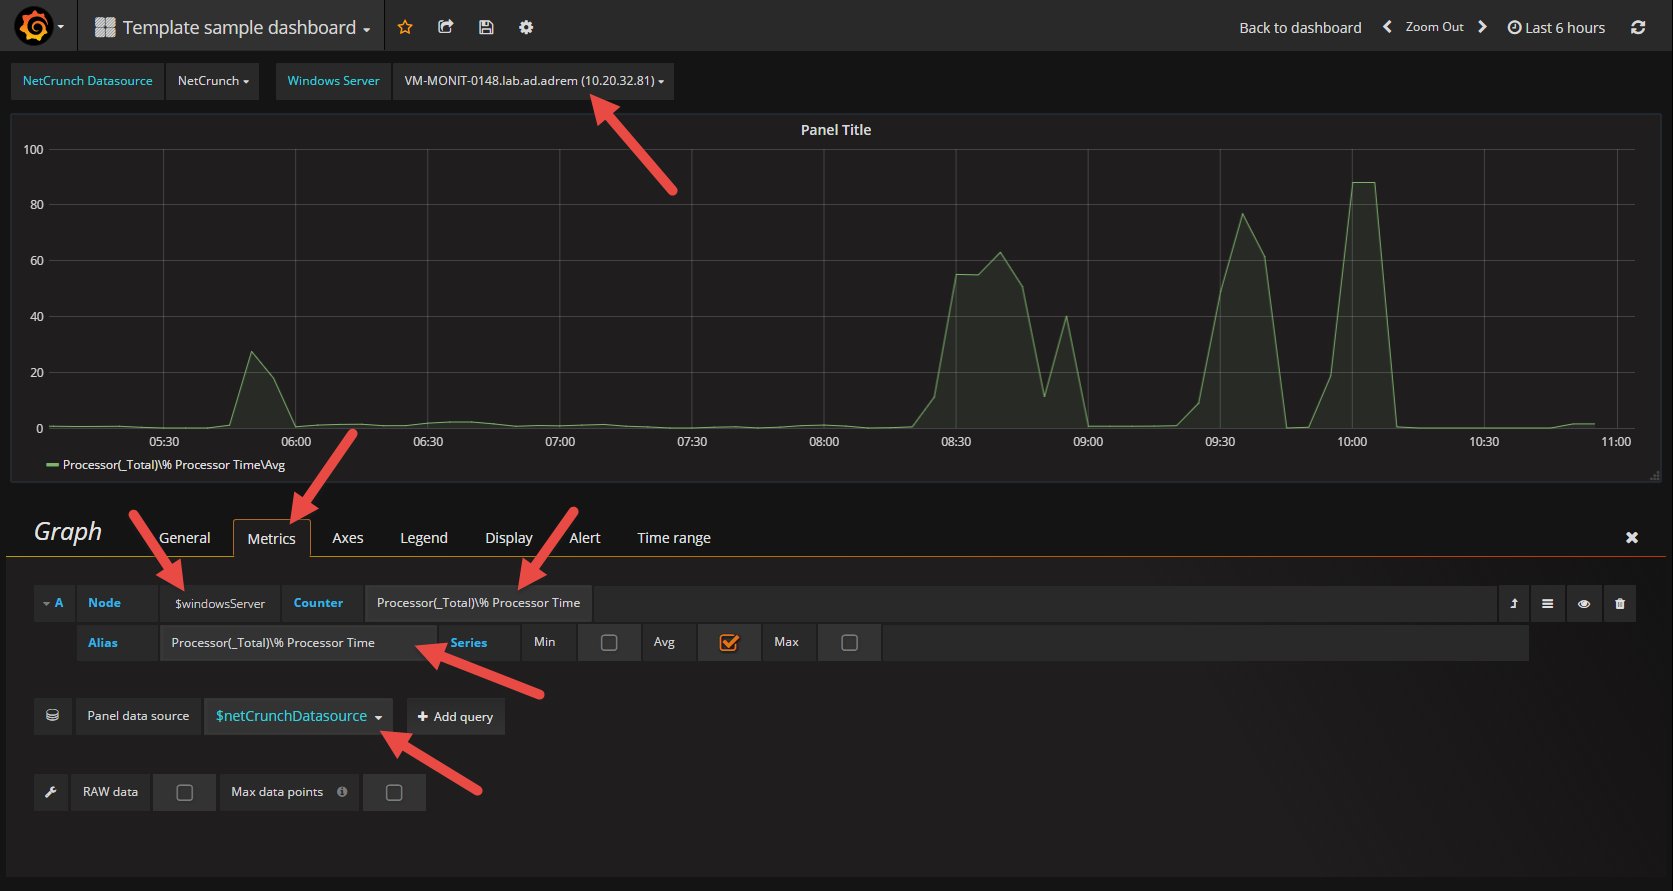 Template sample dashboard
Back to dashboard Zoom Out Last 6 hours
NetCrunch Datasource NetCrunch Windows Server VM-MONIT-0148.lab.ad.adrem (10.20.32.81)
Panel Title
100
80
60
40
20
0
05:30 06:00 06:30 07:00 07:30 08:00 08:30 09:00 09:30 10:00 10:30 11:00
Processor(_Total)\% Processor Time\Avg
Graph General Metrics Axes Legend Display Alert Time range
A Node $windowsServer Counter Processor(_Total)\% Processor Time
Alias Processor(_Total)\% Processor Time Series Min Avg Max
Panel data source $netCrunchDatasource Add query
RAW data Max data points